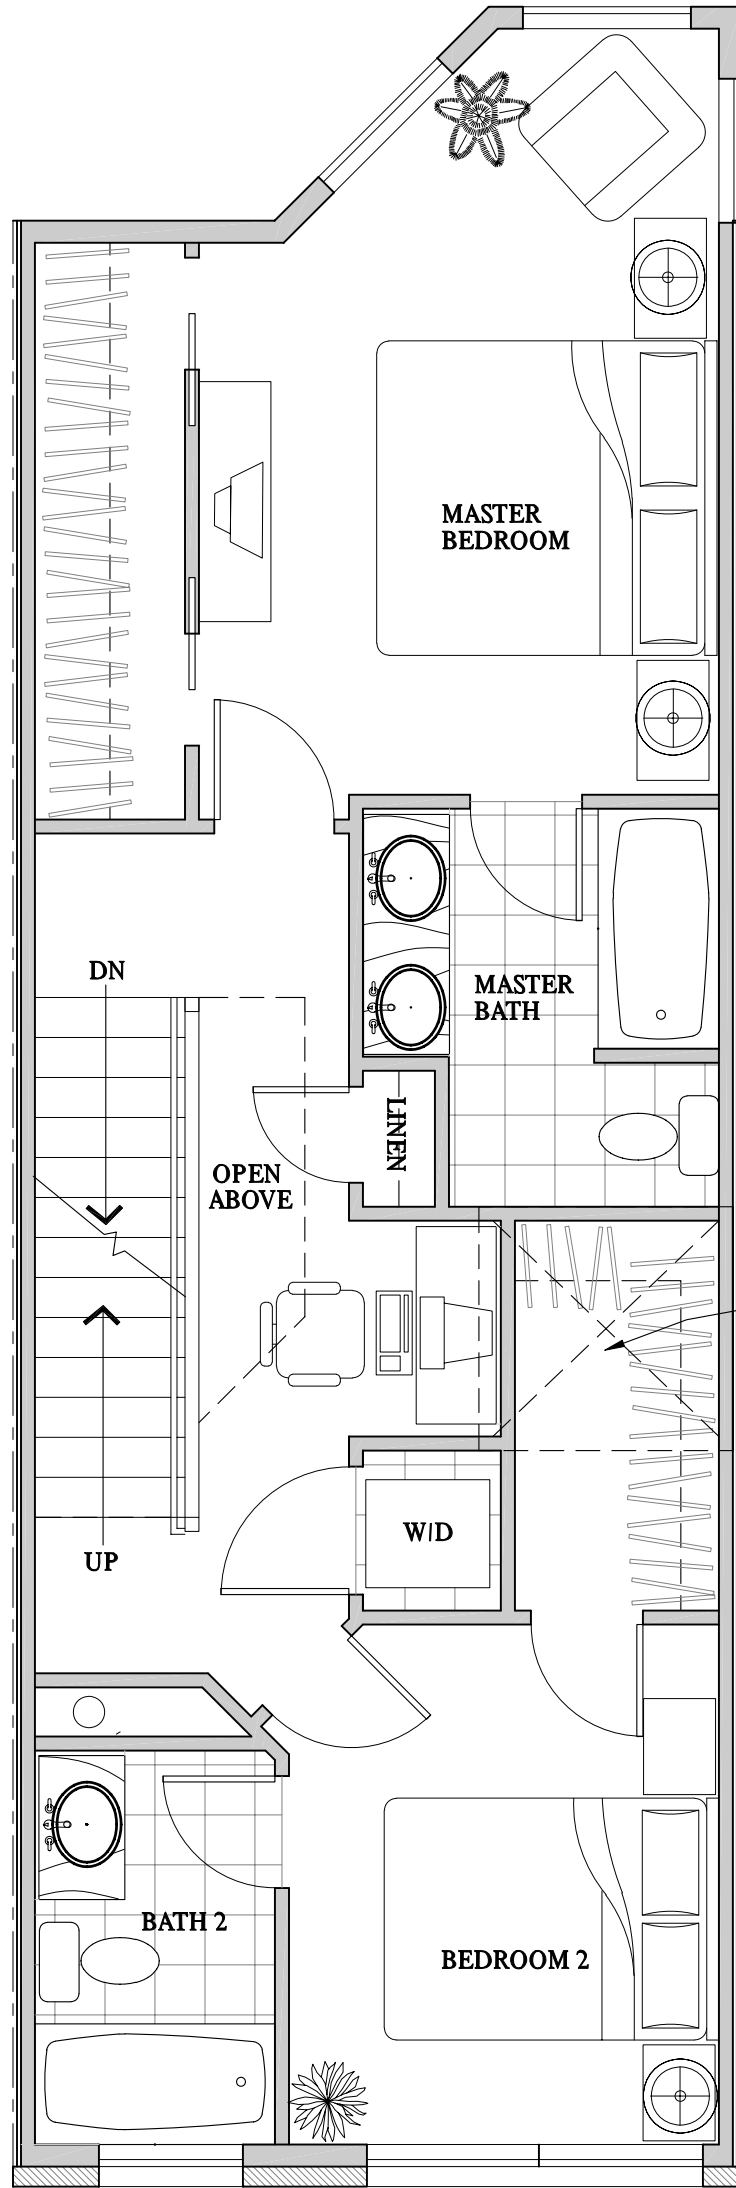 MASTER
BEDROOM
DN
MASTER
BATH
LINEN
OPEN
ABOVE
W/D
UP
BATH 2
BEDROOM 2